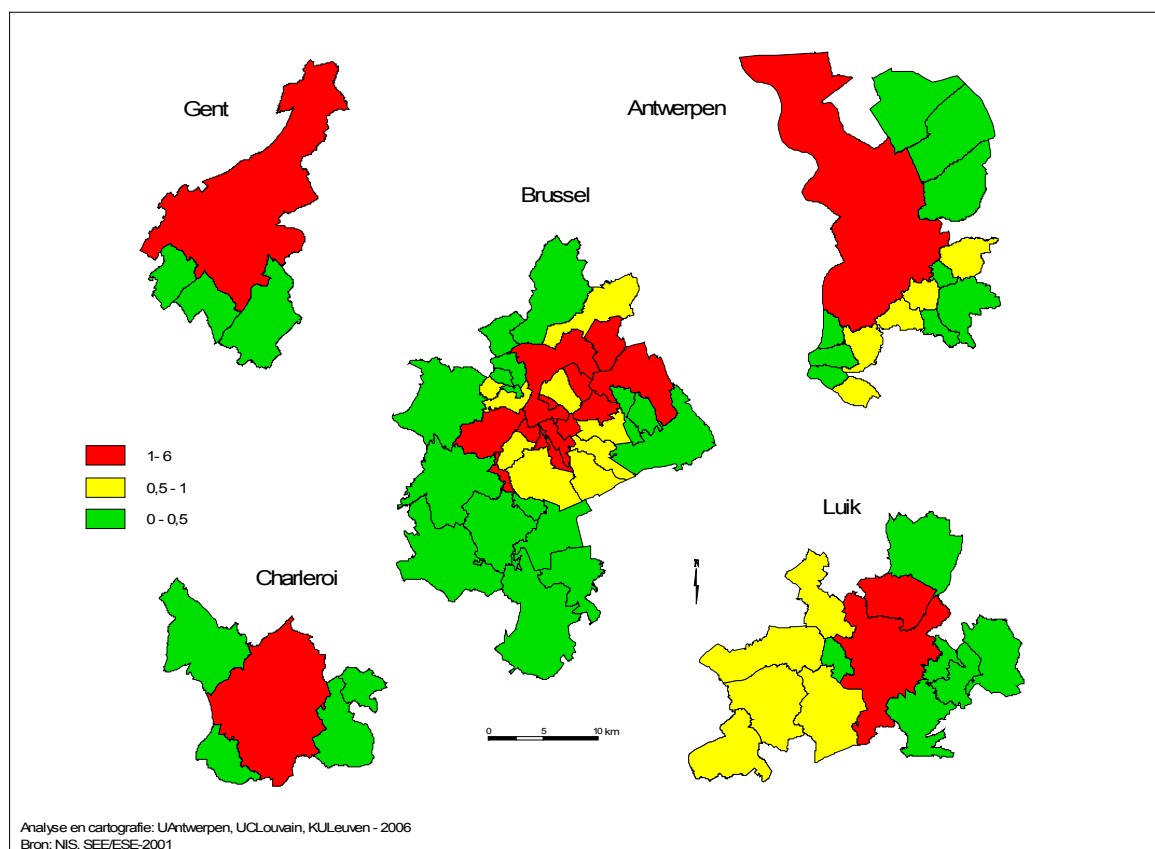 Gent
Antwerpen
Brussel
1- 6
0,5 - 1
0 - 0,5
Luik
Charleroi
N
0 5 10 km
Analyse en cartografie: UAntwerpen, UCLouvain, KULeuven - 2006
Bron: NIS, SEE/ESE-2001